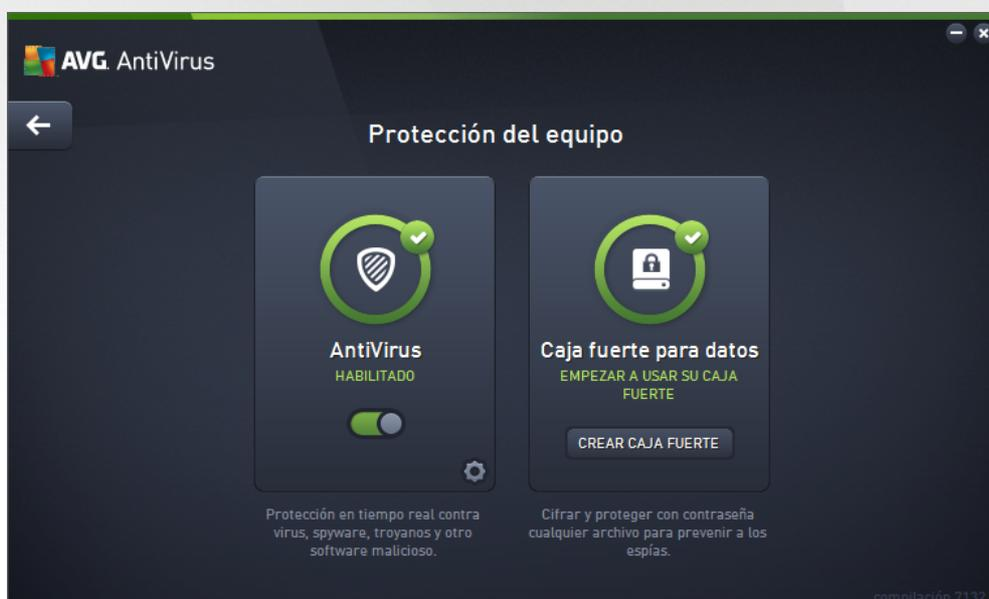 AVG. AntiVirus
Protección del equipo
AntiVirus
HABILITADO
Protección en tiempo real contra
virus, spyware, troyanos y otro
software malicioso.
Caja fuerte para datos
EMPEZAR A USAR SU CAJA
FUERTE
CREAR CAJA FUERTE
Cifrar y proteger con contraseña
cualquier archivo para prevenir a los
espías.
compilación 7132